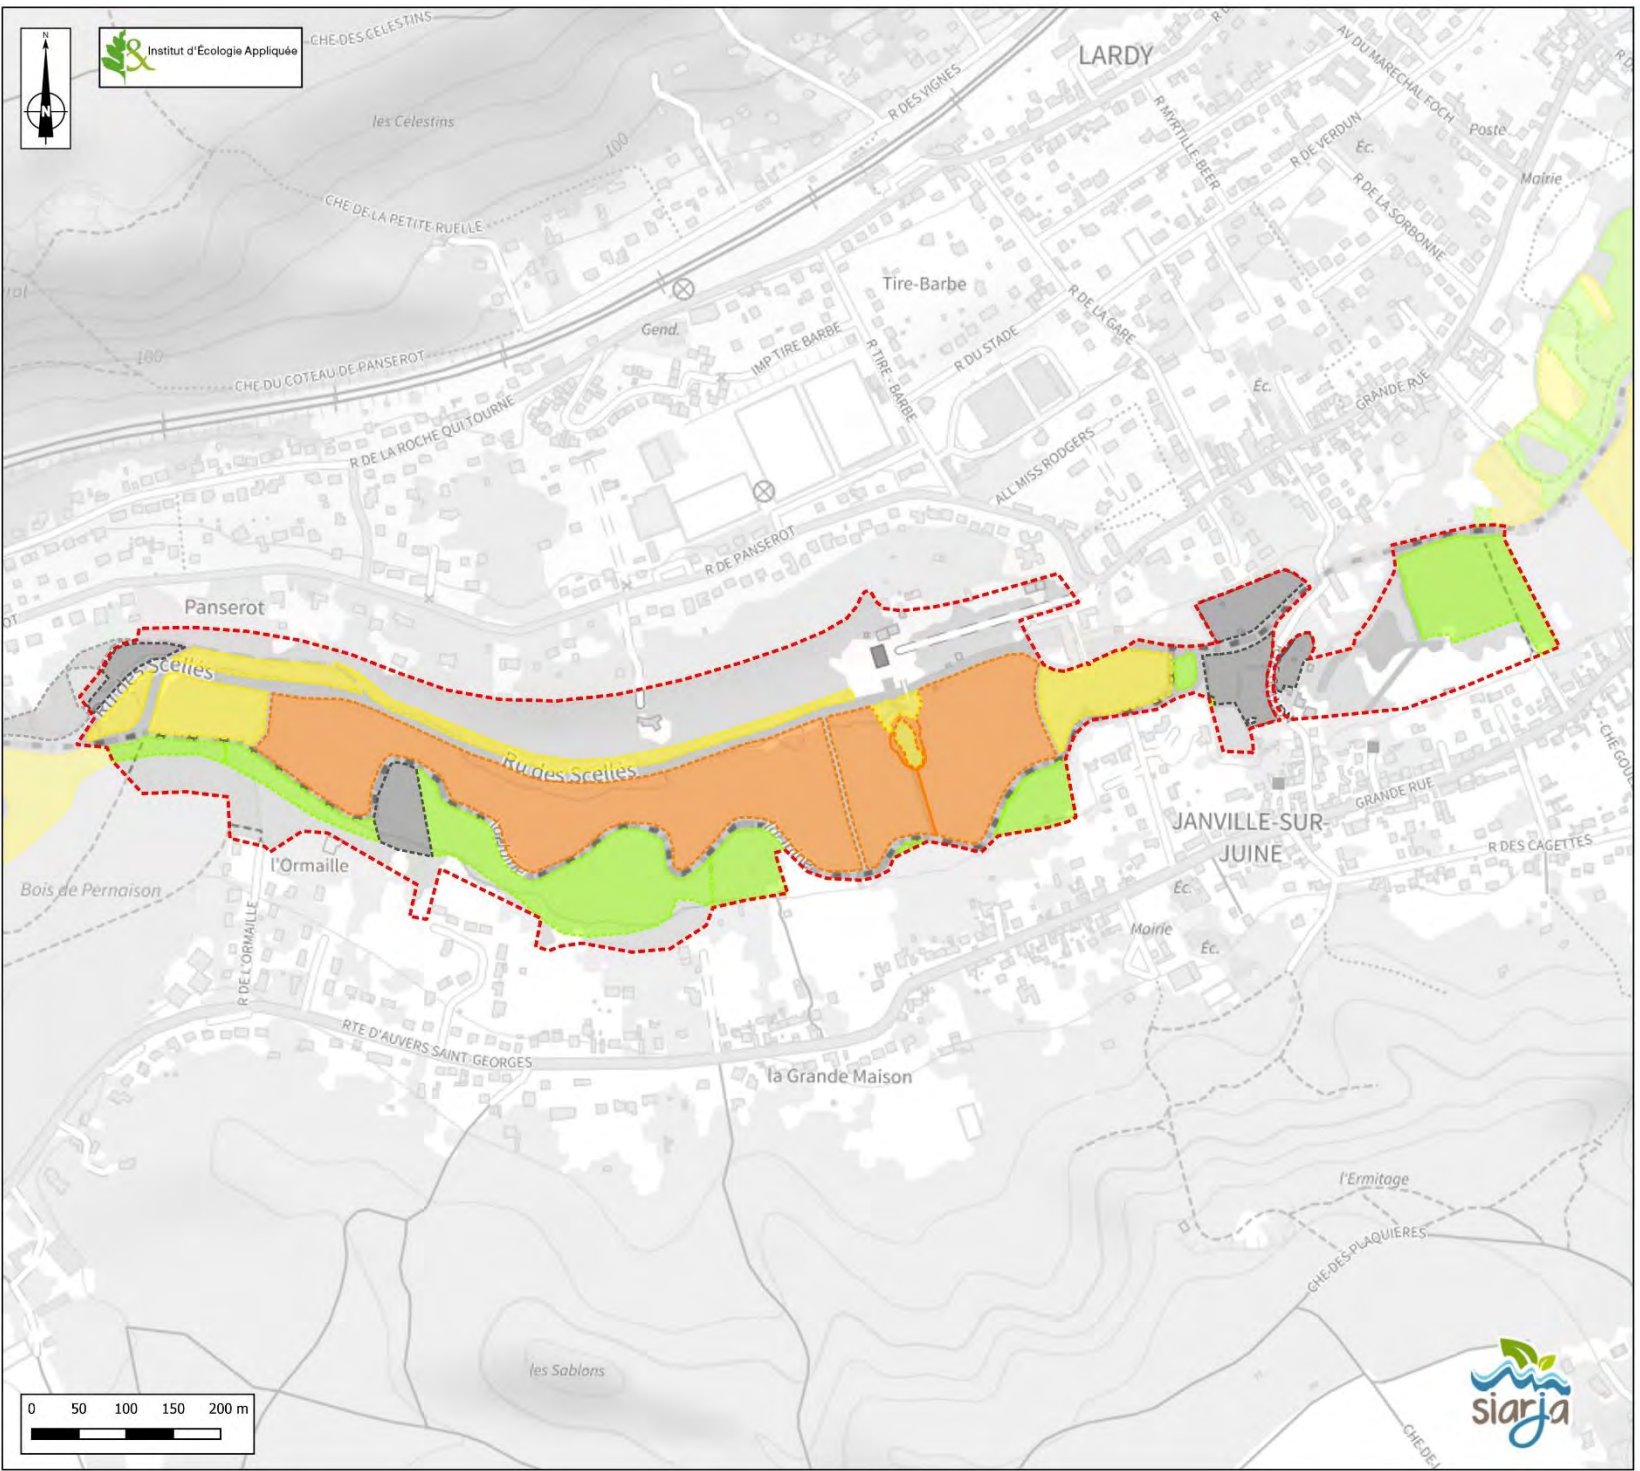 N
N
Institut d'Écologie Appliquée
CHE DES CELESTINS
LARDY
AV DU MARECHAL FOCH
R DES VIGNES
les Célestins
100
R MYRTILLE-BEER
Poste
R DE VERDUN
Éc.
Mairie
CHE DE LA PETITE RUELLE
R DE LA SORBONNE
Tire-Barbe
R DE LA GARE
Gend.
IMP TIRE BARBE
R DU STADE
100
CHE DU COTEAU DE PANSEROT
R TIRE-BARBE
Éc.
GRANDE RUE
R DE LA ROCHE QUI TOURNE
ALL MISS RODGERS
R DE PANSEROT
Panserot
Ru des Scellés
Ru des Scellés
JANVILLE-SUR-
JUINE
GRANDE RUE
CHE GOU
R DES CAGETTES
l'Ormaille
Bois de Pernaison
Éc.
Mairie
Éc.
R DE L'ORMAILLE
RTE D'AUVERS SAINT-GEORGES
la Grande Maison
l'Ermitage
CHE DES PLAQUIERES
les Sablons
siarja
0 50 100 150 200 m
CHE DE L